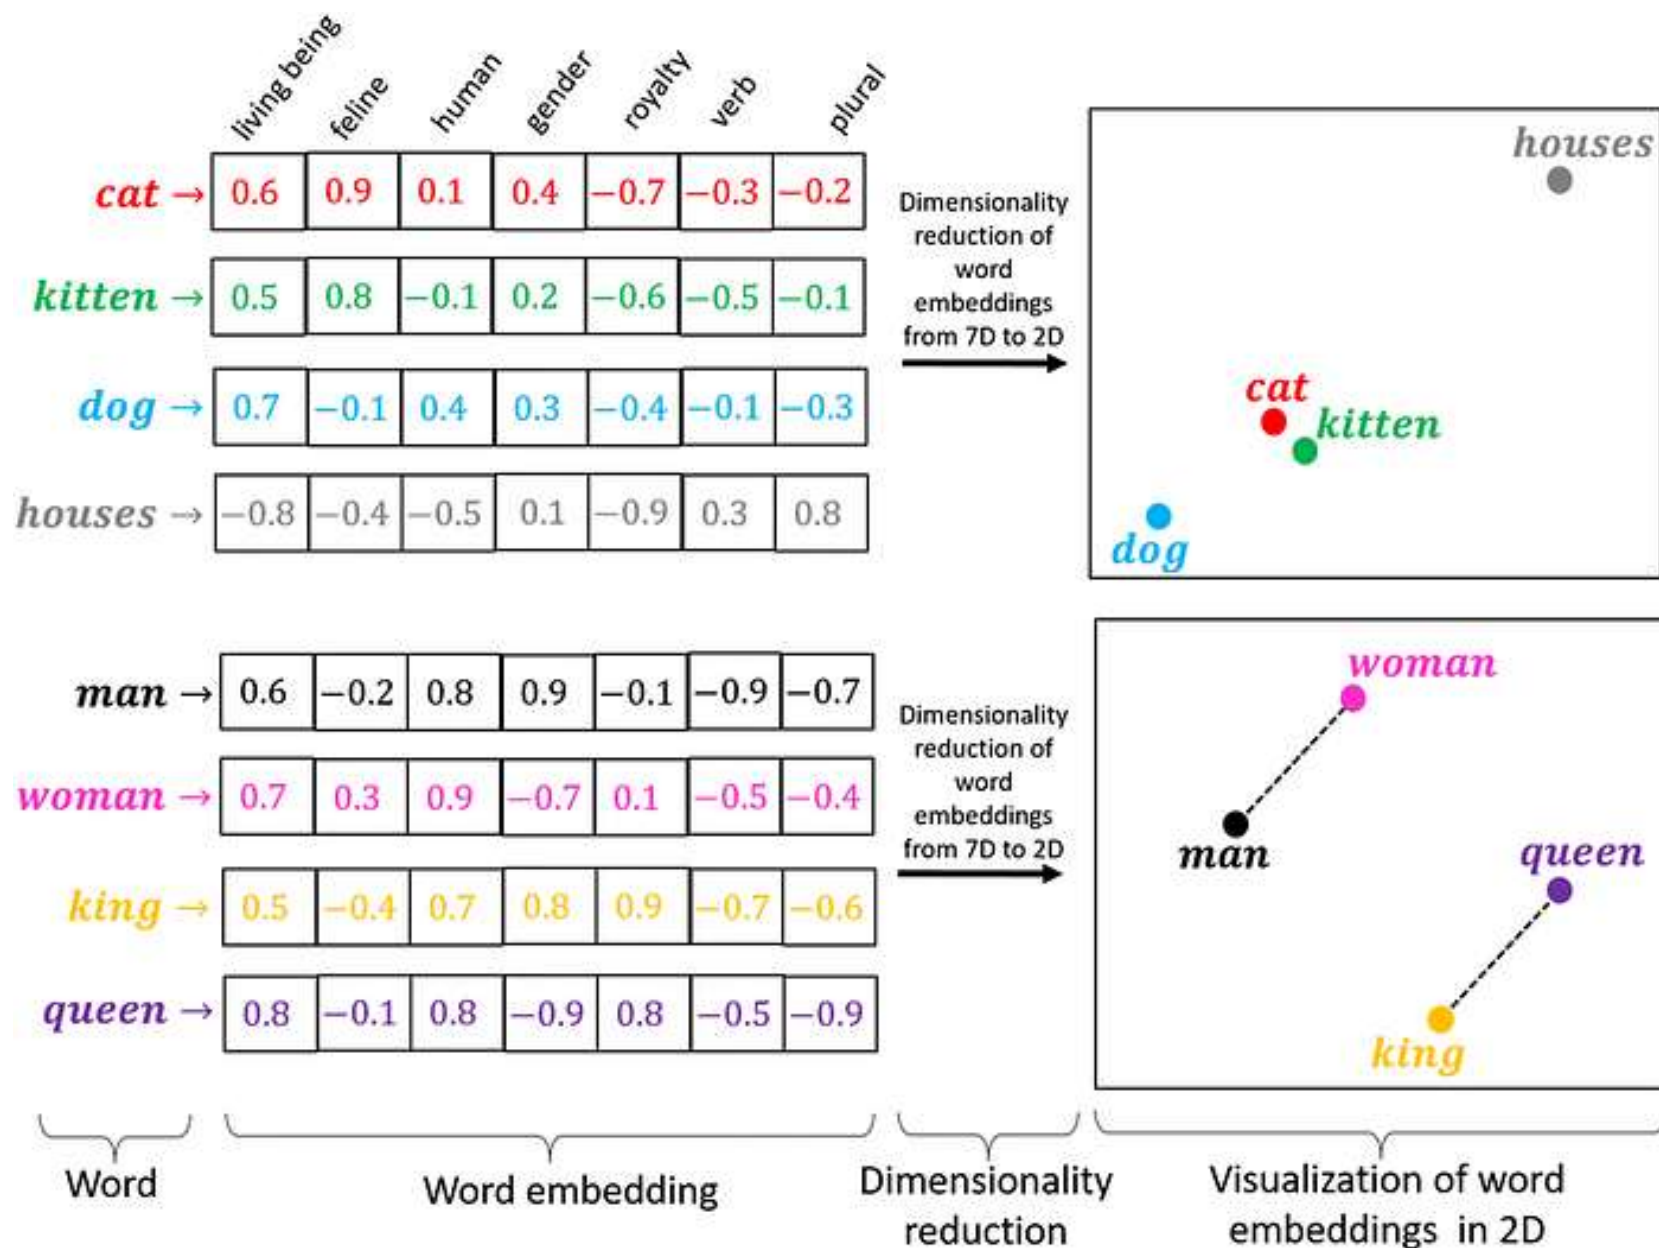 living being feline human gender royalty verb plural
cat → 0.6 0.9 0.1 0.4 −0.7 −0.3 −0.2
kitten → 0.5 0.8 −0.1 0.2 −0.6 −0.5 −0.1
dog → 0.7 −0.1 0.4 0.3 −0.4 −0.1 −0.3
houses → −0.8 −0.4 −0.5 0.1 −0.9 0.3 0.8
Dimensionality
reduction of
word
embeddings
from 7D to 2D
houses
cat
kitten
dog
man → 0.6 −0.2 0.8 0.9 −0.1 −0.9 −0.7
woman → 0.7 0.3 0.9 −0.7 0.1 −0.5 −0.4
king → 0.5 −0.4 0.7 0.8 0.9 −0.7 −0.6
queen → 0.8 −0.1 0.8 −0.9 0.8 −0.5 −0.9
Dimensionality
reduction of
word
embeddings
from 7D to 2D
woman
man
queen
king
Word
Word embedding
Dimensionality
reduction
Visualization of word
embeddings in 2D